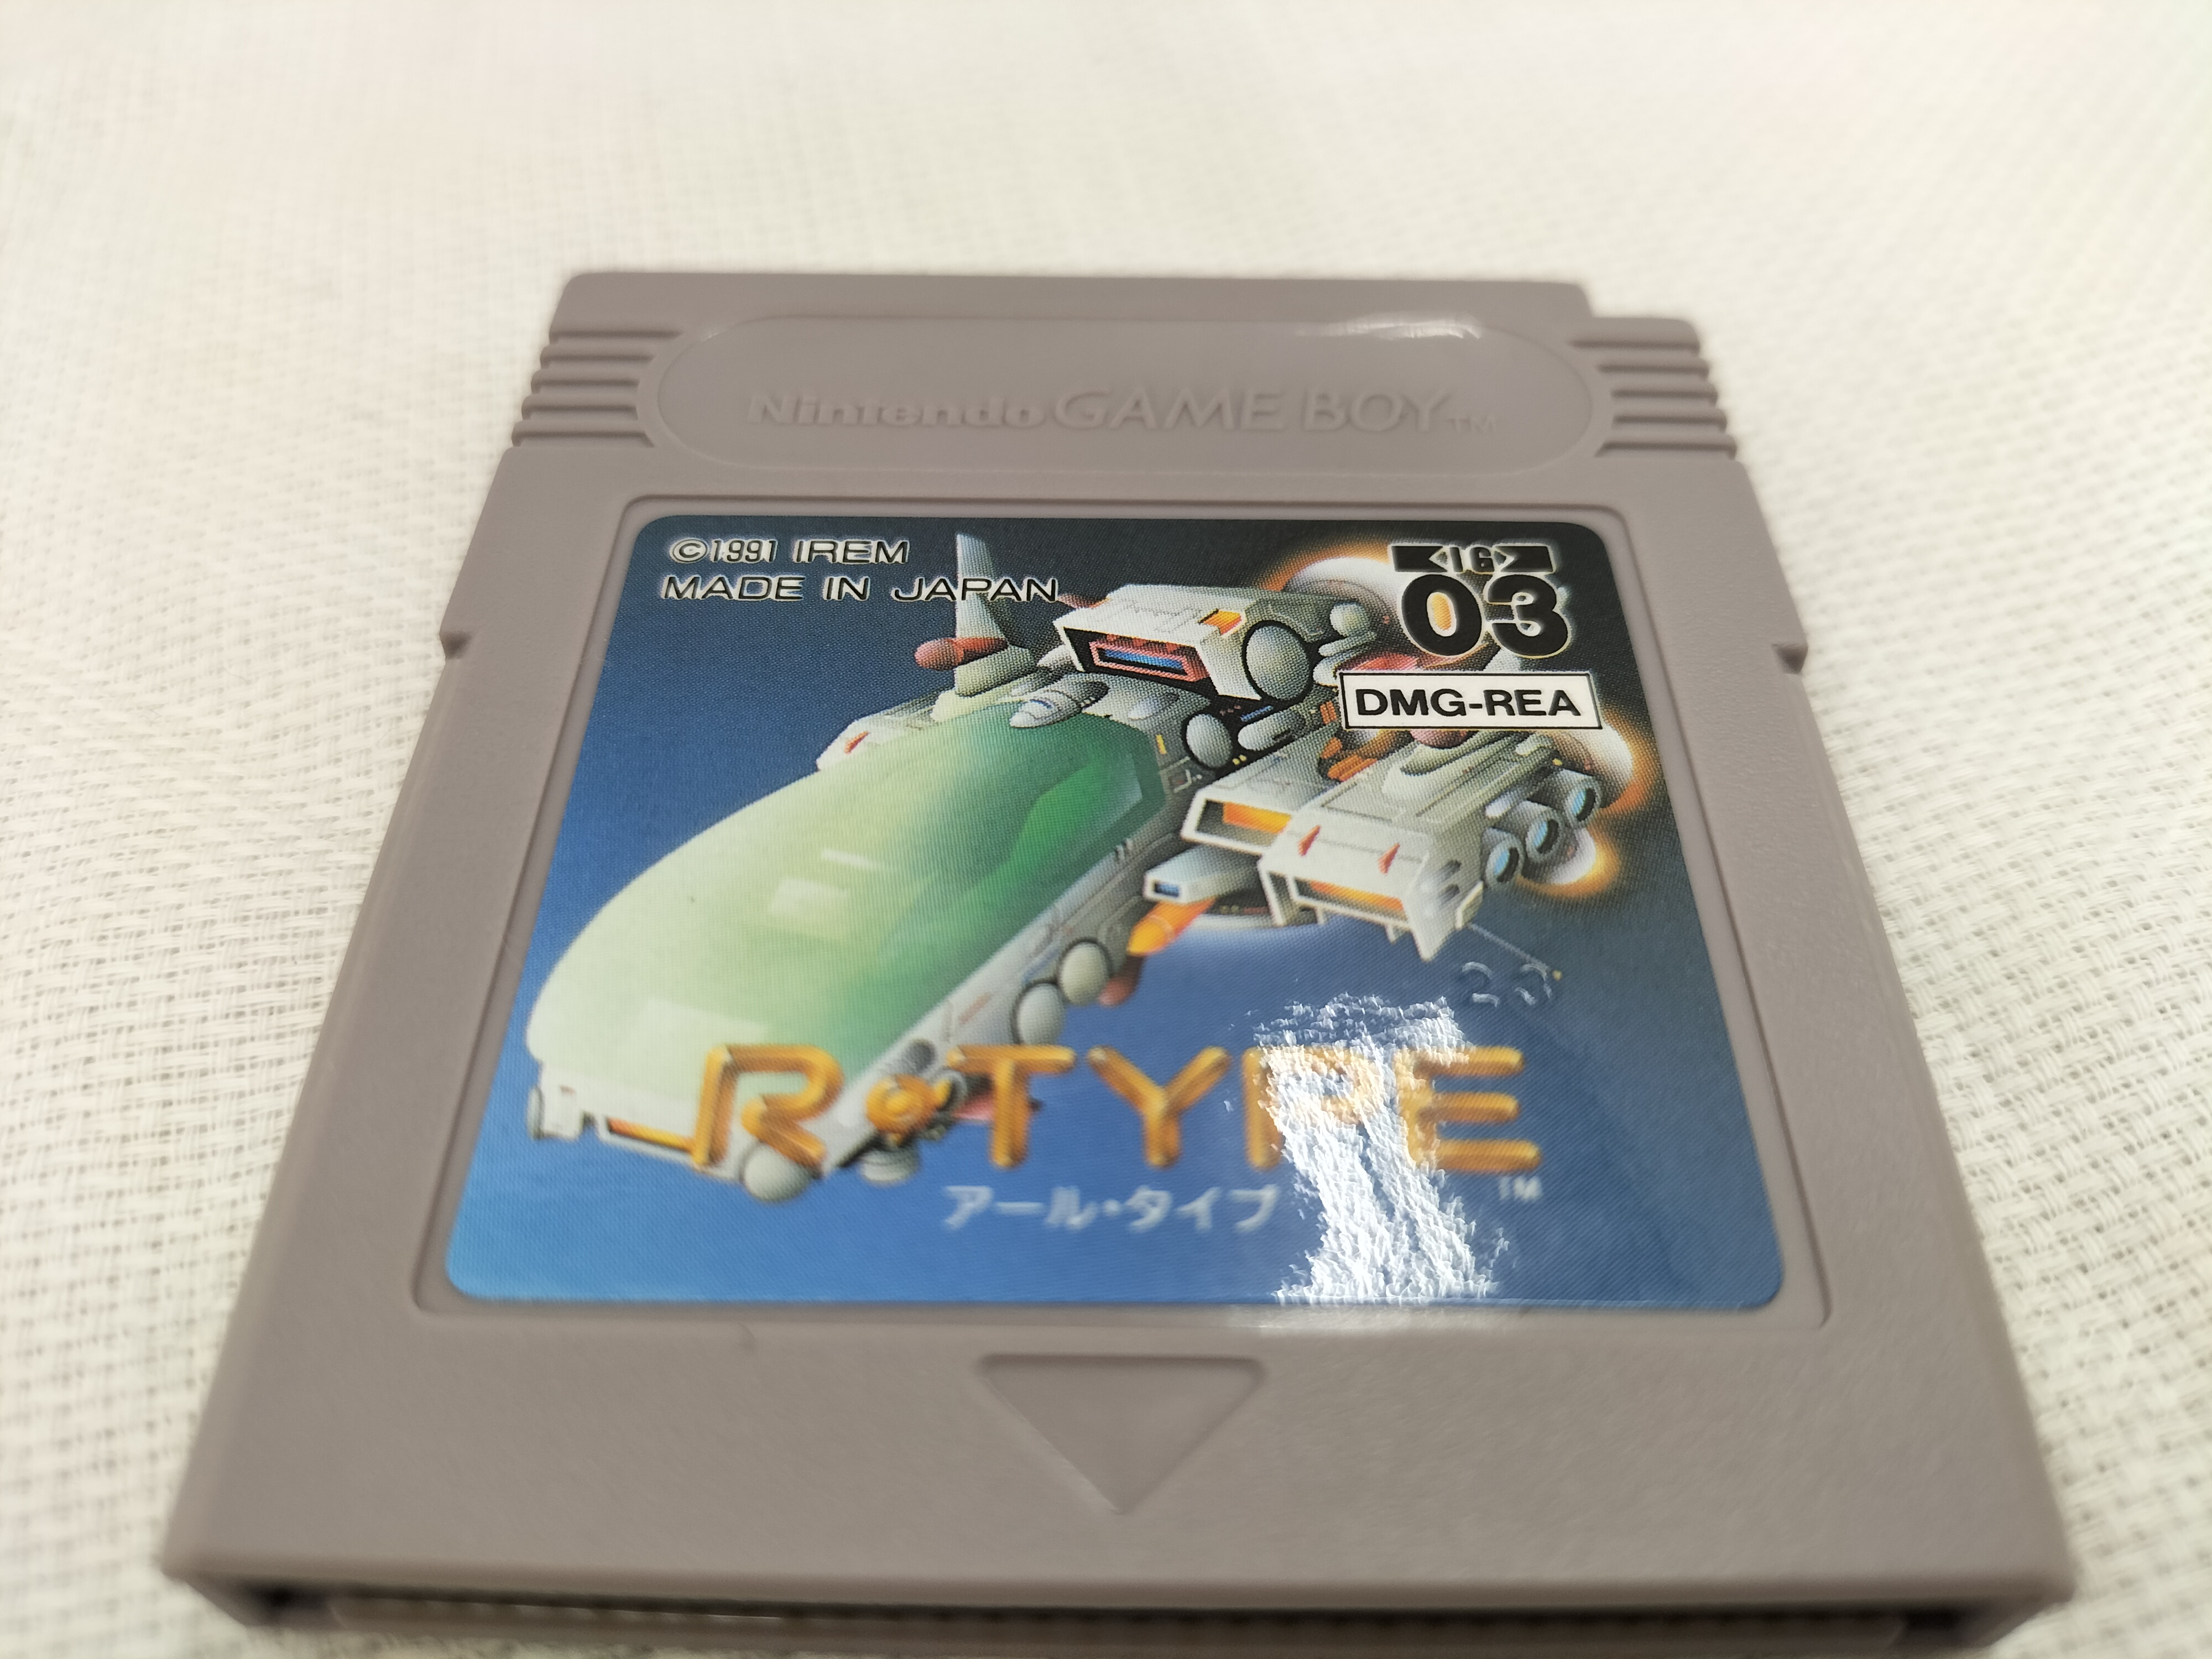 Nintendo GAME BOY™
©1991 IREM
MADE IN JAPAN
16
03
DMG-REA
23
R•TYPE
アール・タイプ
TM